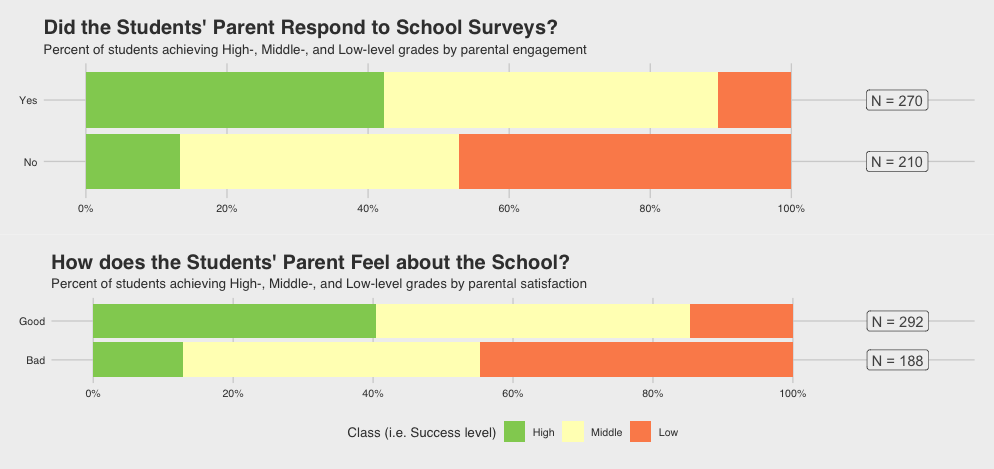 Did the Students' Parent Respond to School Surveys?
Percent of students achieving High-, Middle-, and Low-level grades by parental engagement
Yes
N = 270
No
N = 210
0% 20% 40% 60% 80% 100%
How does the Students' Parent Feel about the School?
Percent of students achieving High-, Middle-, and Low-level grades by parental satisfaction
Good
N = 292
Bad
N = 188
0% 20% 40% 60% 80% 100%
Class (i.e. Success level) High Middle Low